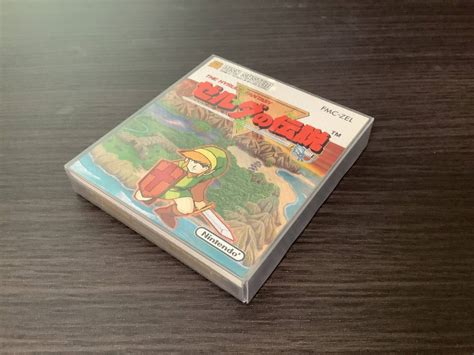 FMC-ZEL
THE HYRULE FANTASY
ゼルダの伝説
TM
Nintendo